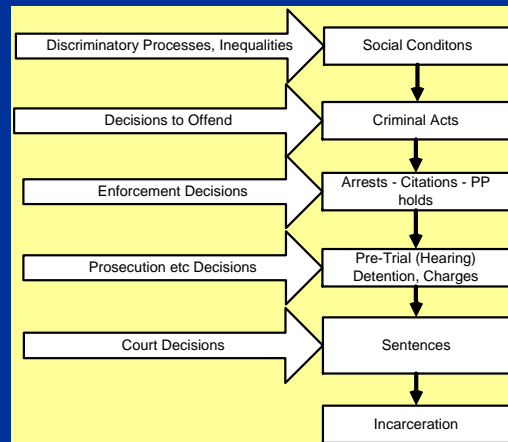 Discriminatory Processes, Inequalities
Social Conditons
Decisions to Offend
Criminal Acts
Enforcement Decisions
Arrests - Citations - PP
holds
Prosecution etc Decisions
Pre-Trial (Hearing)
Detention, Charges
Court Decisions
Sentences
Incarceration